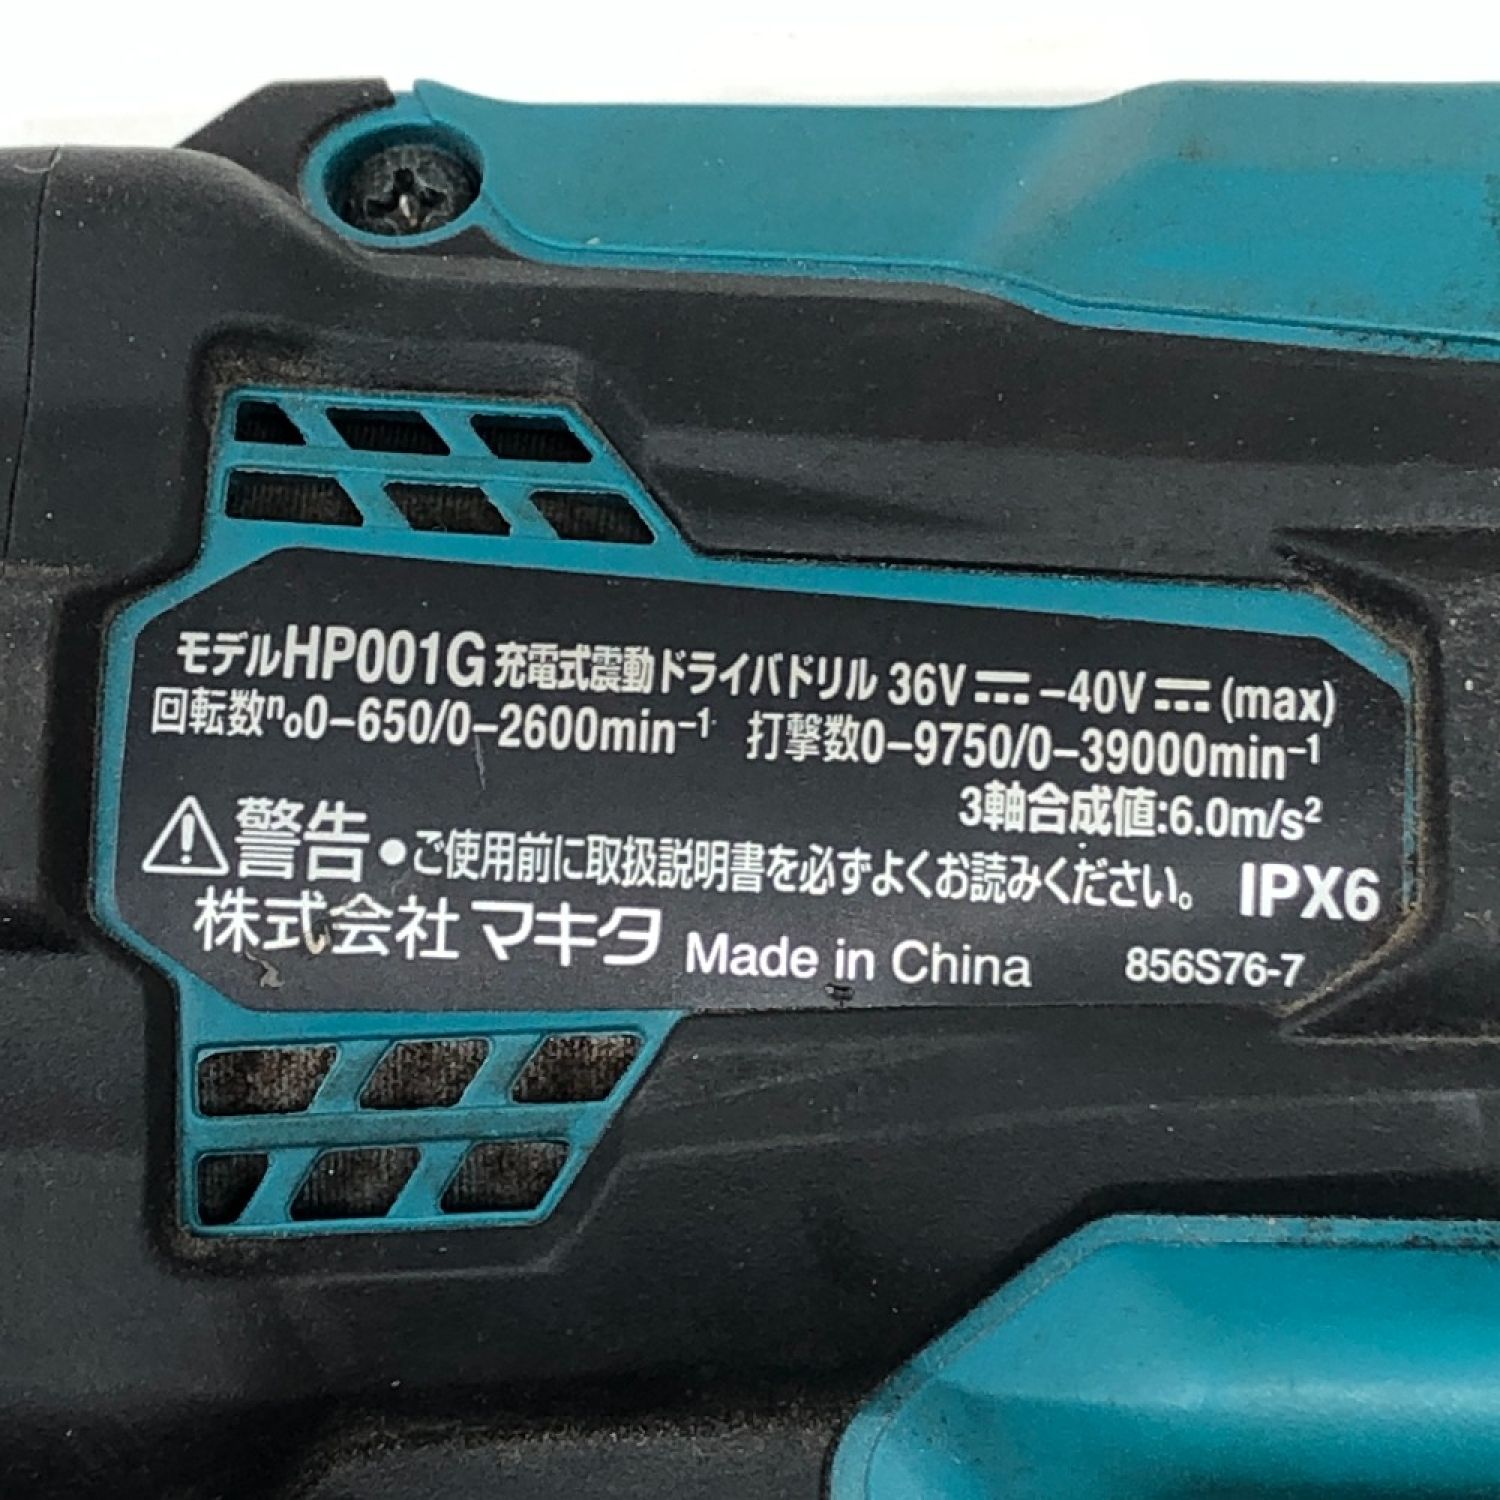 モデルHP001G 充電式震動ドライバドリル 36V⎓-40V⎓(max)
回転数n₀0-650/0-2600min⁻¹ 打撃数0-9750/0-39000min⁻¹
3軸合成値:6.0m/s²
⚠警告●ご使用前に取扱説明書を必ずよくお読みください。 IPX6
株式会社マキタ Made in China 856S76-7